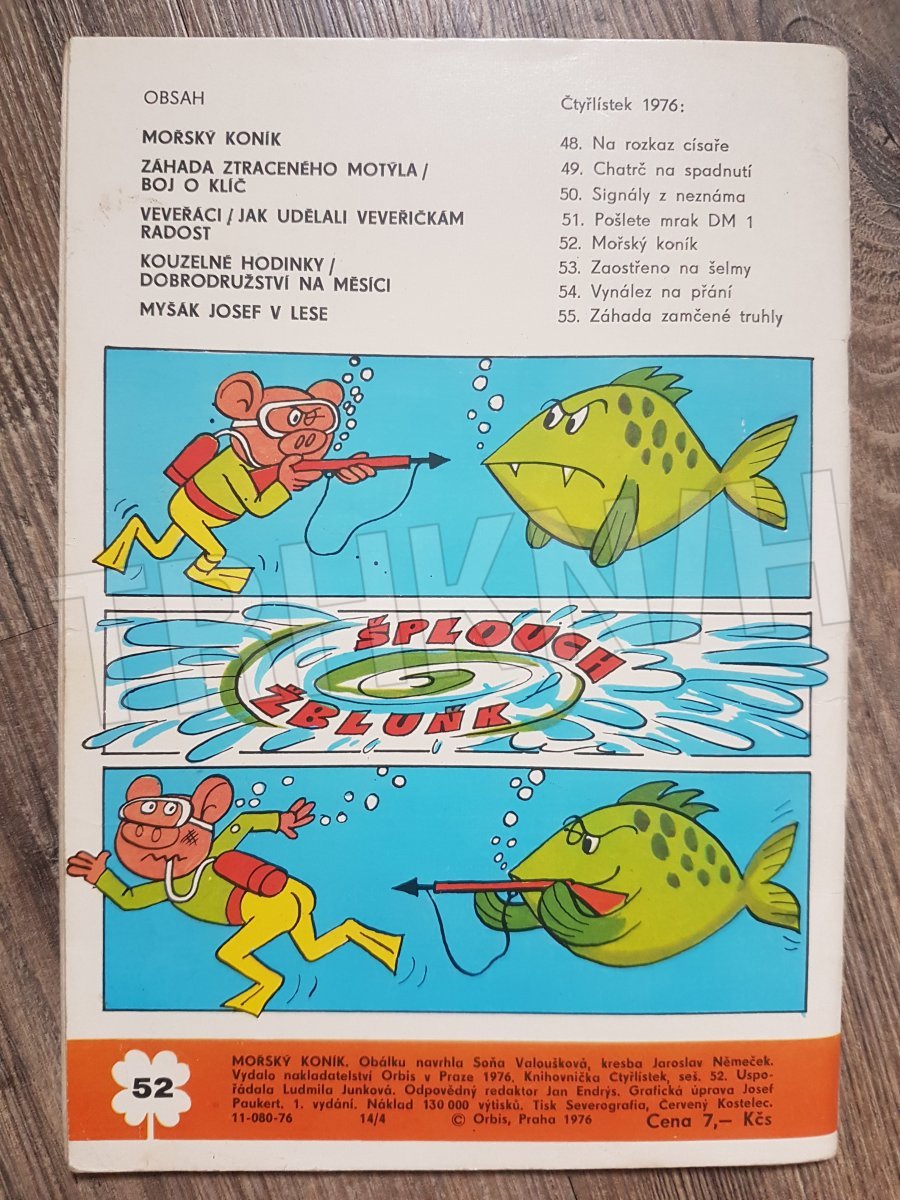 OBSAH
MOŘSKÝ KONÍK
ZÁHADA ZTRACENÉHO MOTÝLA /
BOJ O KLÍČ
VEVEŘÁCI / JAK UDĚLALI VEVEŘIČKÁM
RADOST
KOUZELNÉ HODINKY /
DOBRODRUŽSTVÍ NA MĚSÍCI
MYŠÁK JOSEF V LESE
Čtyřlístek 1976:
48. Na rozkaz císaře
49. Chatrč na spadnutí
50. Signály z neznáma
51. Pošlete mrak DM 1
52. Mořský koník
53. Zaostřeno na šelmy
54. Vynález na přání
55. Záhada zamčené truhly
ŠPLOUCH
ŽBLUŇK
TRHKNIH
52
MOŘSKÝ KONÍK. Obálku navrhla Soňa Valoušková, kresba Jaroslav Němeček.
Vydalo nakladatelství Orbis v Praze 1976. Knihovnička Čtyřlístek, seš. 52. Uspo-
řádala Ludmila Junková. Odpovědný redaktor Jan Endrýs. Grafická úprava Josef
Paukert. 1. vydání. Náklad 130 000 výtisků. Tisk Severografia, Červený Kostelec.
11-080-76 14/4 © Orbis, Praha 1976 Cena 7,– Kčs